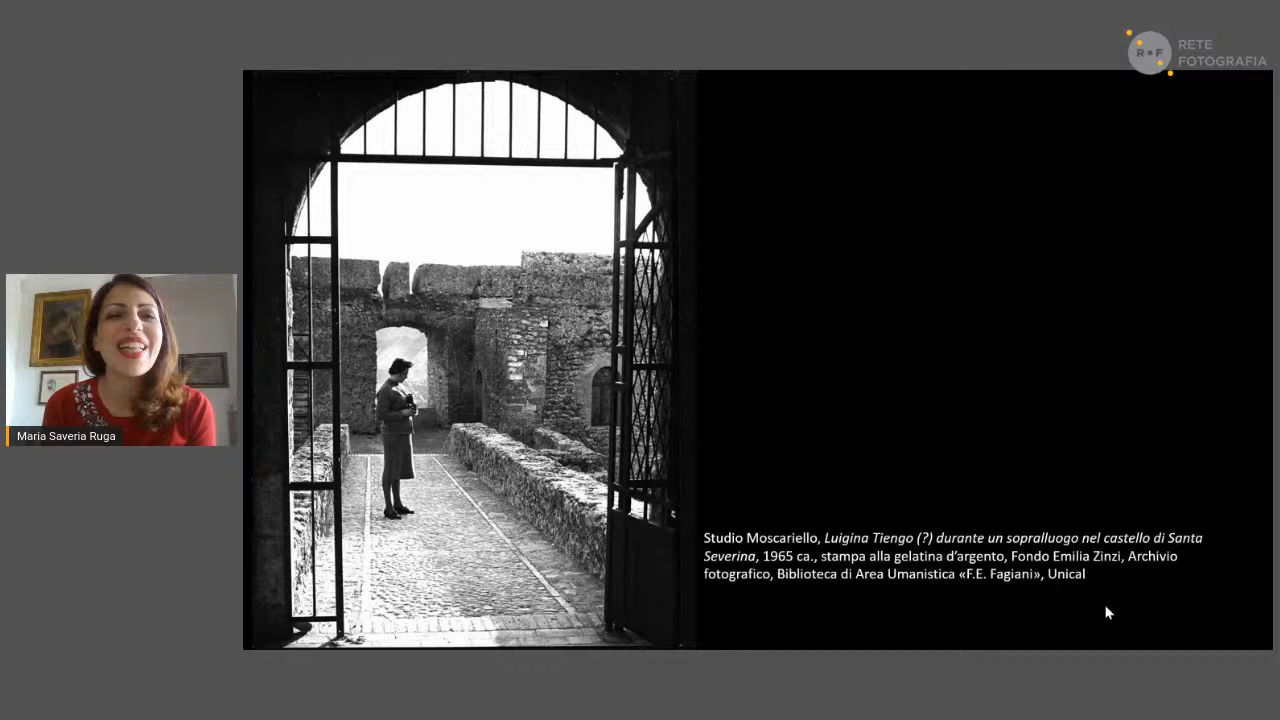 R●F
RETE
FOTOGRAFIA
Maria Saveria Ruga
Studio Moscariello, Luigina Tiengo (?) durante un sopralluogo nel castello di Santa
Severina, 1965 ca., stampa alla gelatina d'argento, Fondo Emilia Zinzi, Archivio
fotografico, Biblioteca di Area Umanistica «F.E. Fagiani», Unical